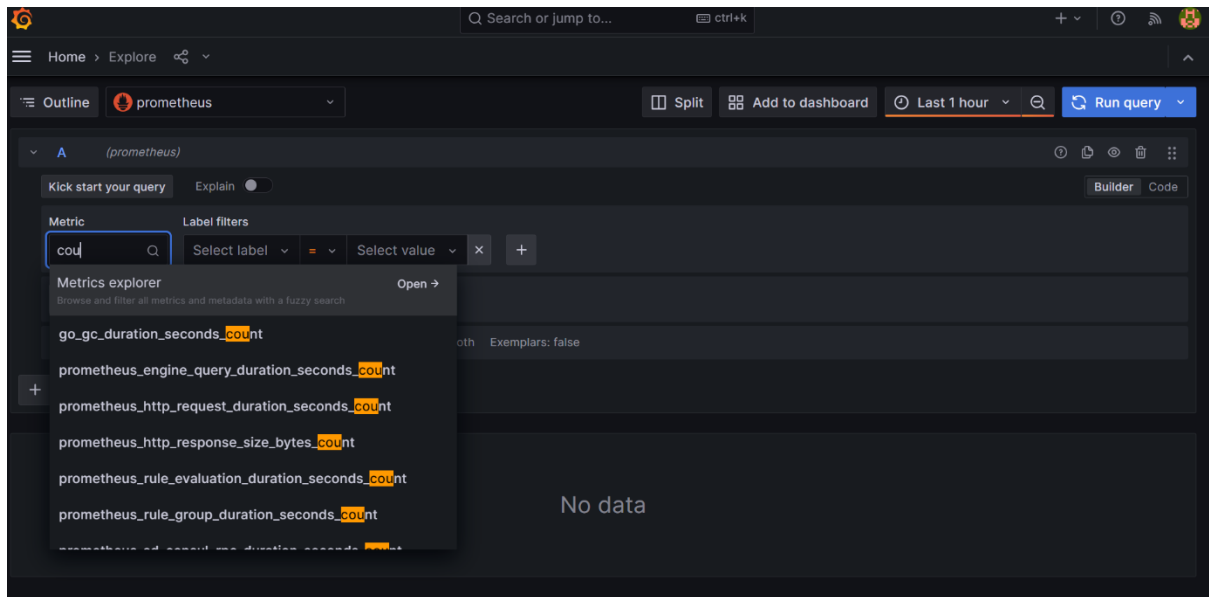 Search or jump to... ctrl+k
Home > Explore
Outline prometheus Split Add to dashboard Last 1 hour Run query
A (prometheus)
Kick start your query Explain Builder Code
Metric Label filters
cou Select label = Select value × +
Metrics explorer Open →
Browse and filter all metrics and metadata with a fuzzy search
go_gc_duration_seconds_count
oth Exemplars: false
prometheus_engine_query_duration_seconds_count
+
prometheus_http_request_duration_seconds_count
prometheus_http_response_size_bytes_count
prometheus_rule_evaluation_duration_seconds_count
No data
prometheus_rule_group_duration_seconds_count